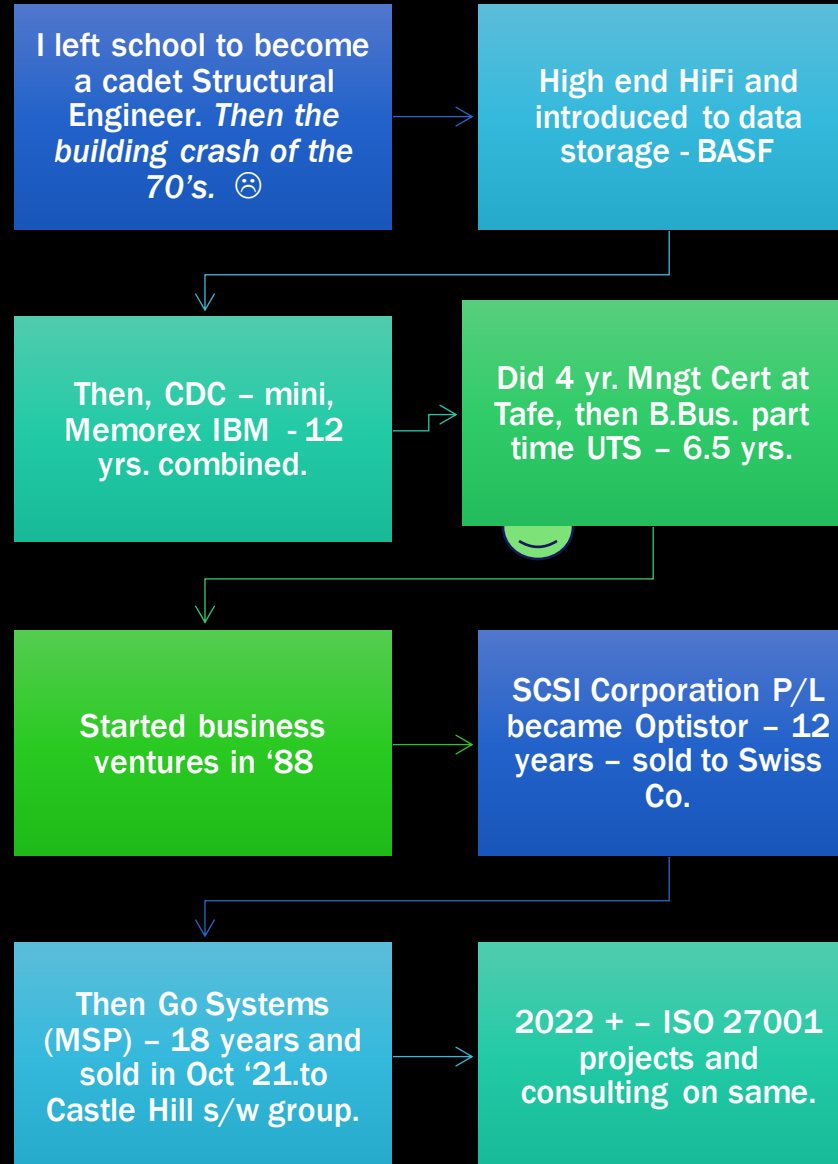 I left school to become
a cadet Structural
Engineer. Then the
building crash of the
70’s. ☹
High end HiFi and
introduced to data
storage - BASF
Then, CDC – mini,
Memorex IBM - 12
yrs. combined.
Did 4 yr. Mngt Cert at
Tafe, then B.Bus. part
time UTS – 6.5 yrs.
Started business
ventures in ‘88
SCSI Corporation P/L
became Optistor – 12
years – sold to Swiss
Co.
Then Go Systems
(MSP) – 18 years and
sold in Oct ‘21.to
Castle Hill s/w group.
2022 + – ISO 27001
projects and
consulting on same.